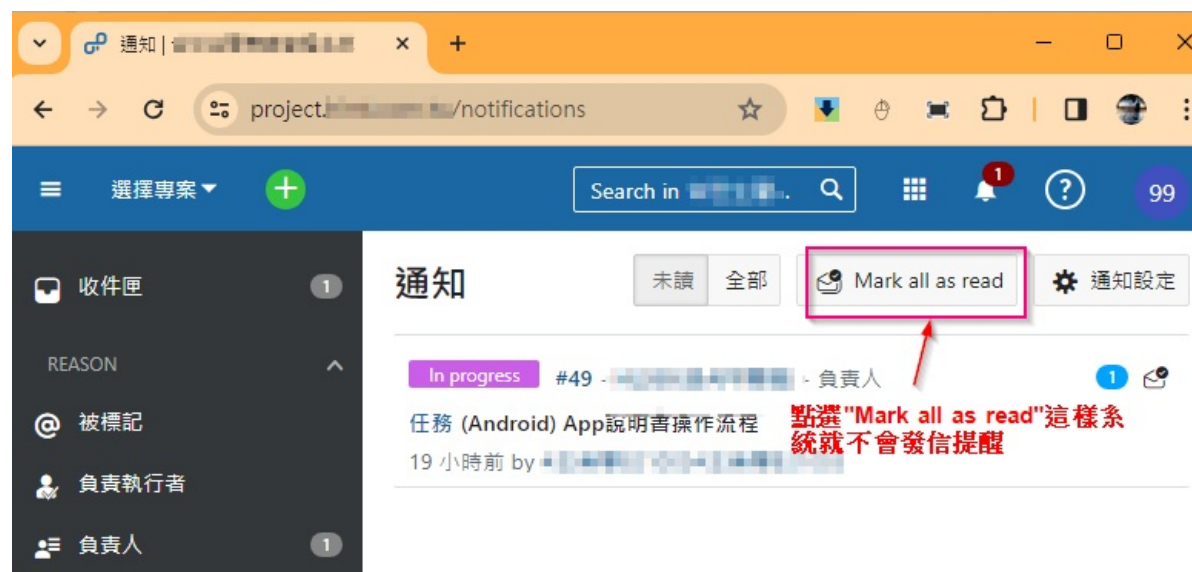 通知 |
project. /notifications
選擇專案
Search in .
1
99
收件匣 1
通知
未讀 全部
Mark all as read
通知設定
REASON
被標記
負責執行者
負責人 1
In progress #49 - - 負責人 1
任務 (Android) App說明書操作流程
19 小時前 by
點選"Mark all as read"這樣系
統就不會發信提醒